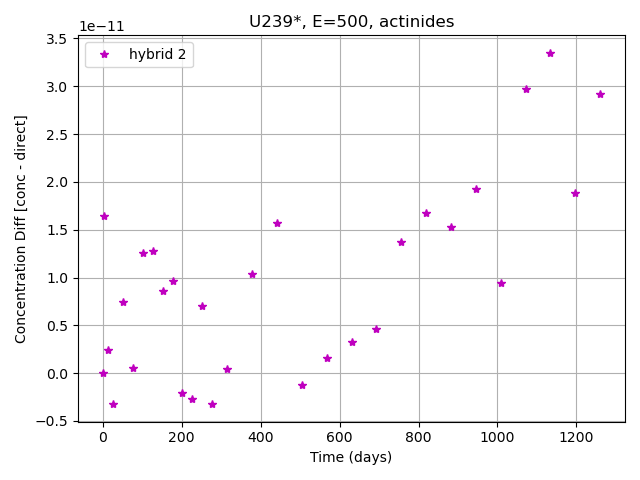 U239*, E=500, actinides
1e−11
hybrid 2
3.5
3.0
2.5
2.0
1.5
1.0
0.5
0.0
−0.5
Concentration Diff [conc - direct]
0 200 400 600 800 1000 1200
Time (days)